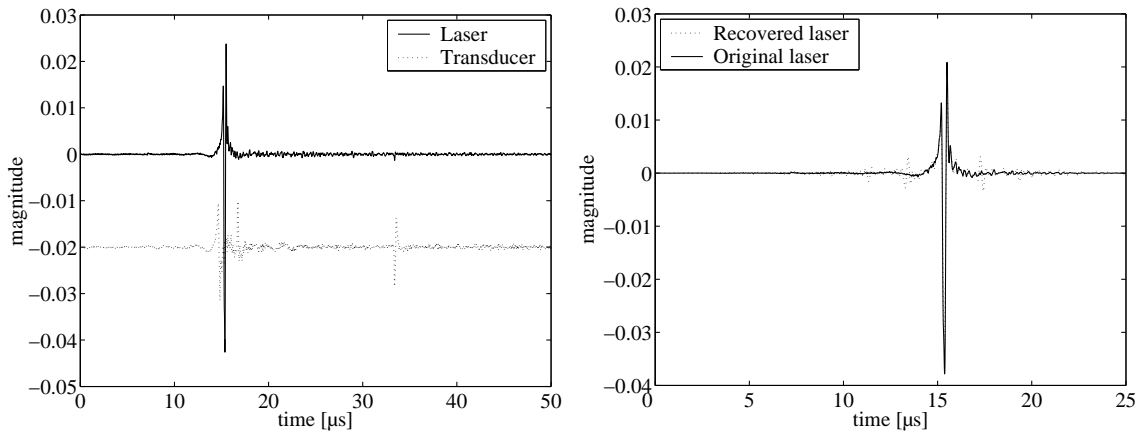 0.03
0.02
0.01
0
−0.01
−0.02
−0.03
−0.04
−0.05
magnitude
Laser
Transducer
0 10 20 30 40 50
time [µs]
0.03
0.02
0.01
0
−0.01
−0.02
−0.03
−0.04
magnitude
Recovered laser
Original laser
0 5 10 15 20 25
time [µs]